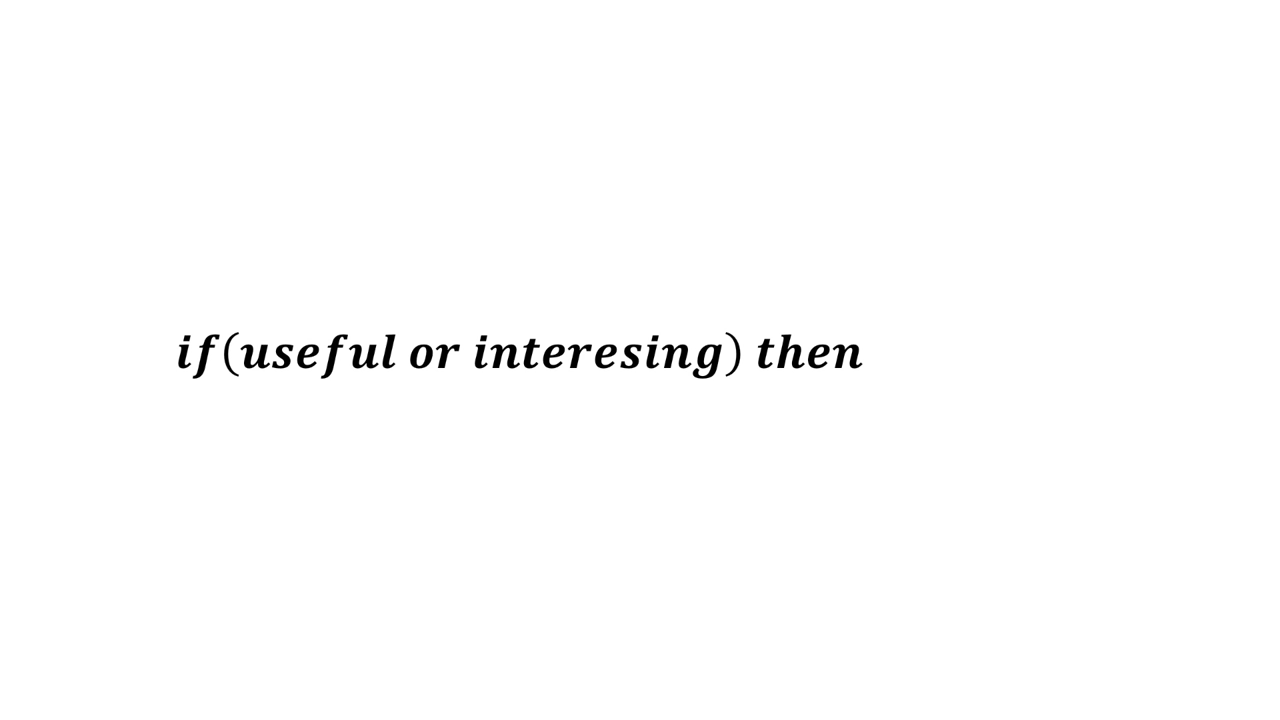 if(useful or interesing) then